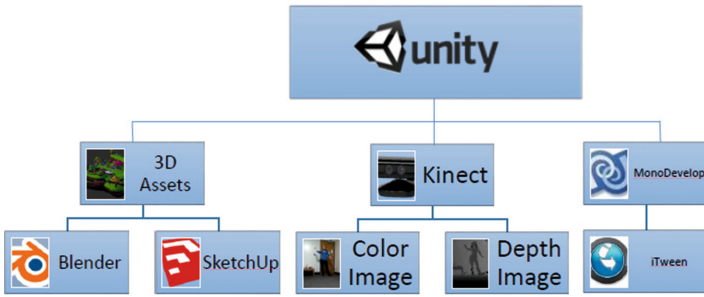 unity
3D
Assets
Kinect
MonoDevelop
Blender
SketchUp
Color
Image
Depth
Image
iTween